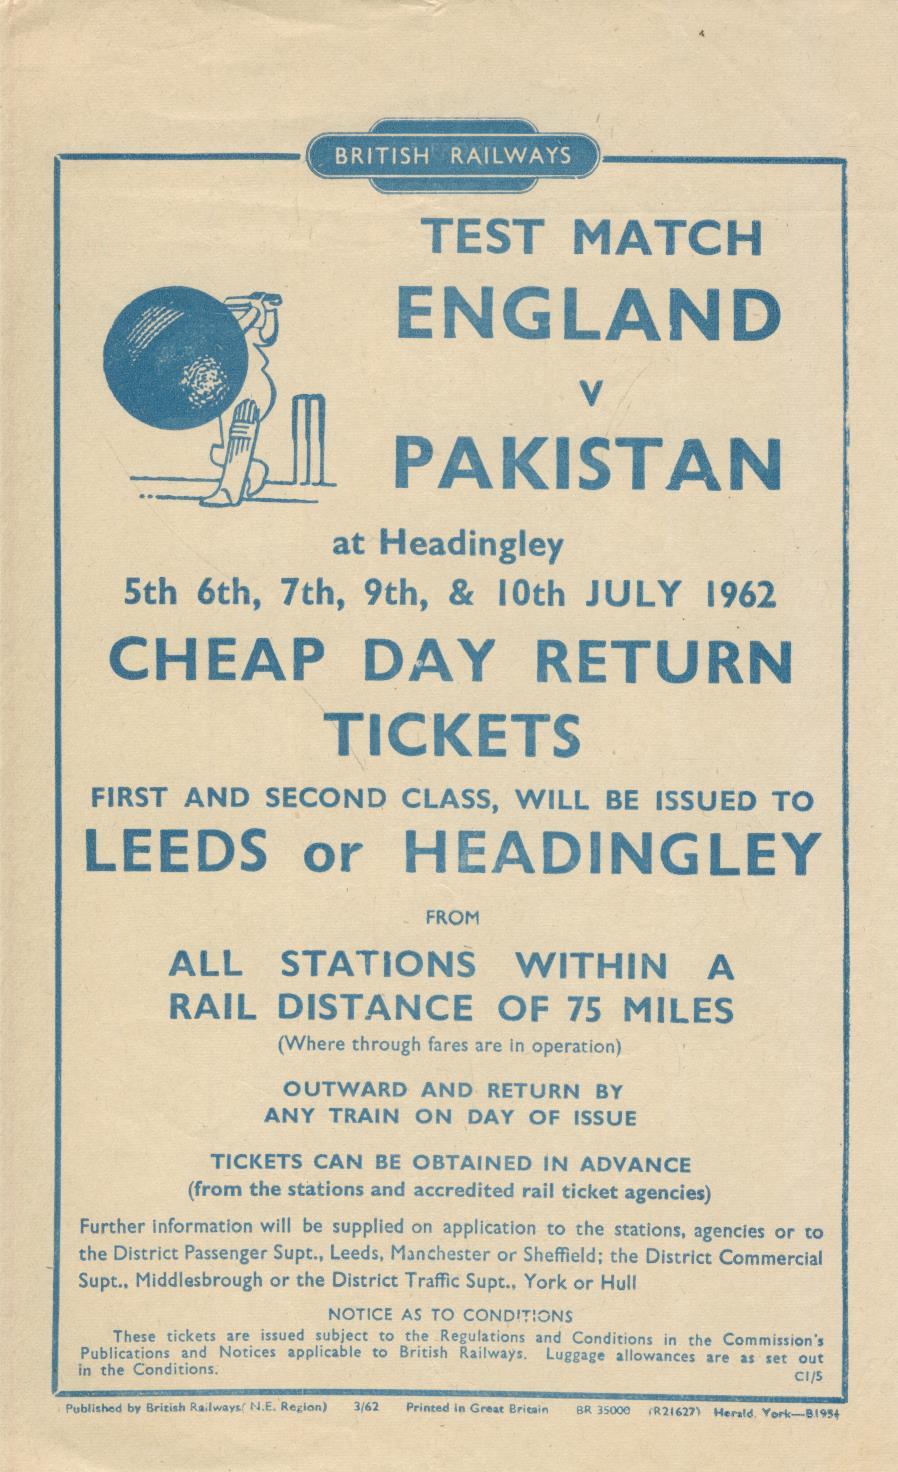 BRITISH RAILWAYS
TEST MATCH
ENGLAND
v
PAKISTAN
at Headingley
5th 6th, 7th, 9th, & 10th JULY 1962
CHEAP DAY RETURN
TICKETS
FIRST AND SECOND CLASS, WILL BE ISSUED TO
LEEDS or HEADINGLEY
FROM
ALL STATIONS WITHIN A
RAIL DISTANCE OF 75 MILES
(Where through fares are in operation)
OUTWARD AND RETURN BY
ANY TRAIN ON DAY OF ISSUE
TICKETS CAN BE OBTAINED IN ADVANCE
(from the stations and accredited rail ticket agencies)
Further information will be supplied on application to the stations, agencies or to
the District Passenger Supt., Leeds, Manchester or Sheffield; the District Commercial
Supt., Middlesbrough or the District Traffic Supt., York or Hull
NOTICE AS TO CONDITIONS
These tickets are issued subject to the Regulations and Conditions in the Commission's
Publications and Notices applicable to British Railways. Luggage allowances are as set out
in the Conditions.
C1/5
Published by British Railways( N.E. Region) 3/62 Printed in Great Britain BR 35000 (R21627) Herald, York—B1954